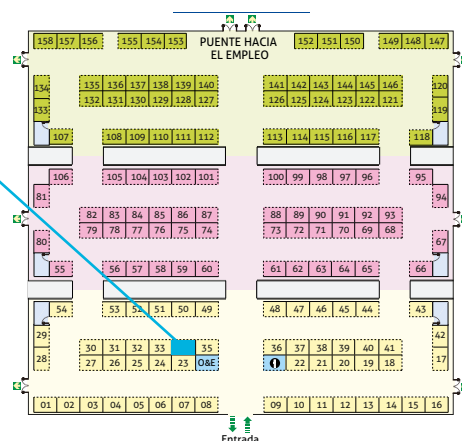 158 157 156 155 154 153 PUENTE HACIA 152 151 150 149 148 147
EL EMPLEO
134 135 136 137 138 139 140 141 142 143 144 145 146 120
133 132 131 130 129 128 127 126 125 124 123 122 121 119
107 108 109 110 111 112 113 114 115 116 117 118
106 105 104 103 102 101 100 99 98 97 96 95
81 94
82 83 84 85 86 87 88 89 90 91 92 93
79 78 77 76 75 74 73 72 71 70 69 68
80 67
55 56 57 58 59 60 61 62 63 64 65 66
54 53 52 51 50 49 48 47 46 45 44 43
29 42
30 31 32 33 35 36 37 38 39 40 41
28 27 26 25 24 23 O&E 22 21 20 19 18 17
01 02 03 04 05 06 07 08 09 10 11 12 13 14 15 16
Entrada